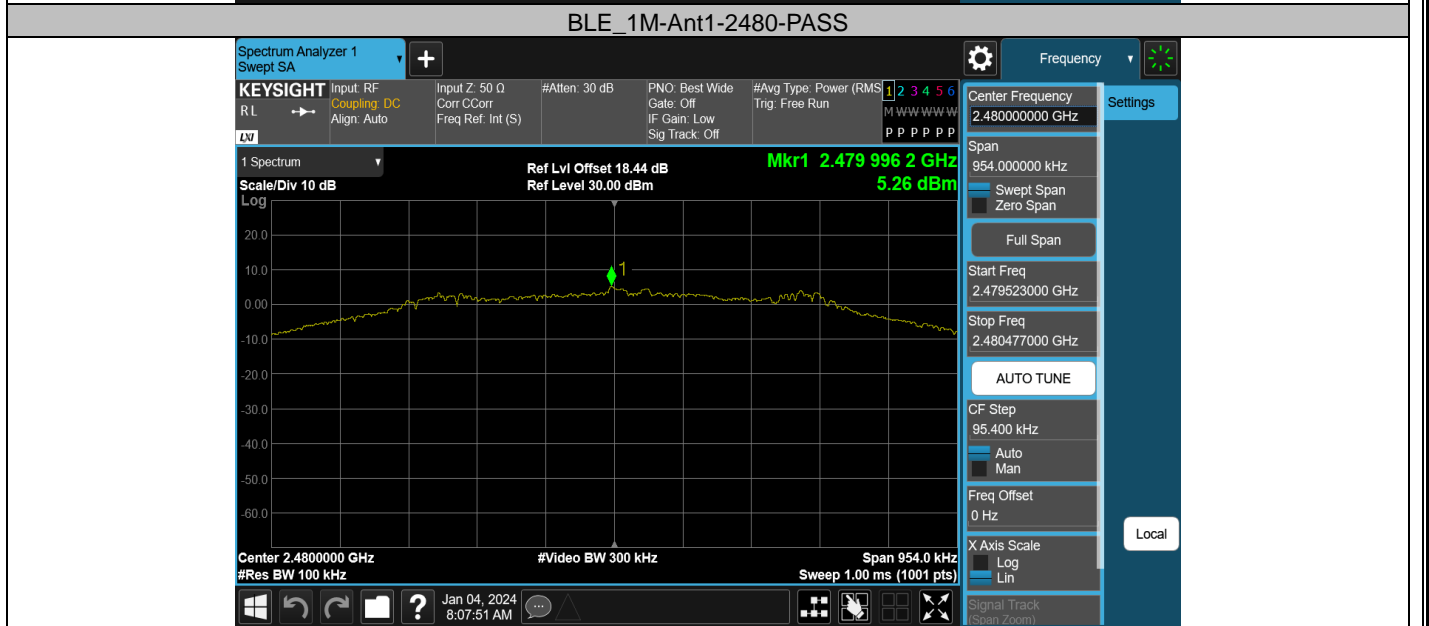 BLE_1M-Ant1-2480-PASS
Spectrum Analyzer 1
Swept SA
Frequency
KEYSIGHT
RL
LXI
Input: RF
Coupling: DC
Align: Auto
Input Z: 50 Ω
Corr CCorr
Freq Ref: Int (S)
#Atten: 30 dB
PNO: Best Wide
Gate: Off
IF Gain: Low
Sig Track: Off
#Avg Type: Power (RMS
Trig: Free Run
1 2 3 4 5 6
M W W W W W
P P P P P P
1 Spectrum
Scale/Div 10 dB
Log
Ref Lvl Offset 18.44 dB
Ref Level 30.00 dBm
Mkr1 2.479 996 2 GHz
5.26 dBm
20.0
10.0
0.00
-10.0
-20.0
-30.0
-40.0
-50.0
-60.0
1
Center 2.4800000 GHz
#Res BW 100 kHz
#Video BW 300 kHz
Span 954.0 kHz
Sweep 1.00 ms (1001 pts)
Jan 04, 2024
8:07:51 AM
Center Frequency
2.480000000 GHz
Settings
Span
954.000000 kHz
Swept Span
Zero Span
Full Span
Start Freq
2.479523000 GHz
Stop Freq
2.480477000 GHz
AUTO TUNE
CF Step
95.400 kHz
Auto
Man
Freq Offset
0 Hz
X Axis Scale
Log
Lin
Local
Signal Track
(Span Zoom)